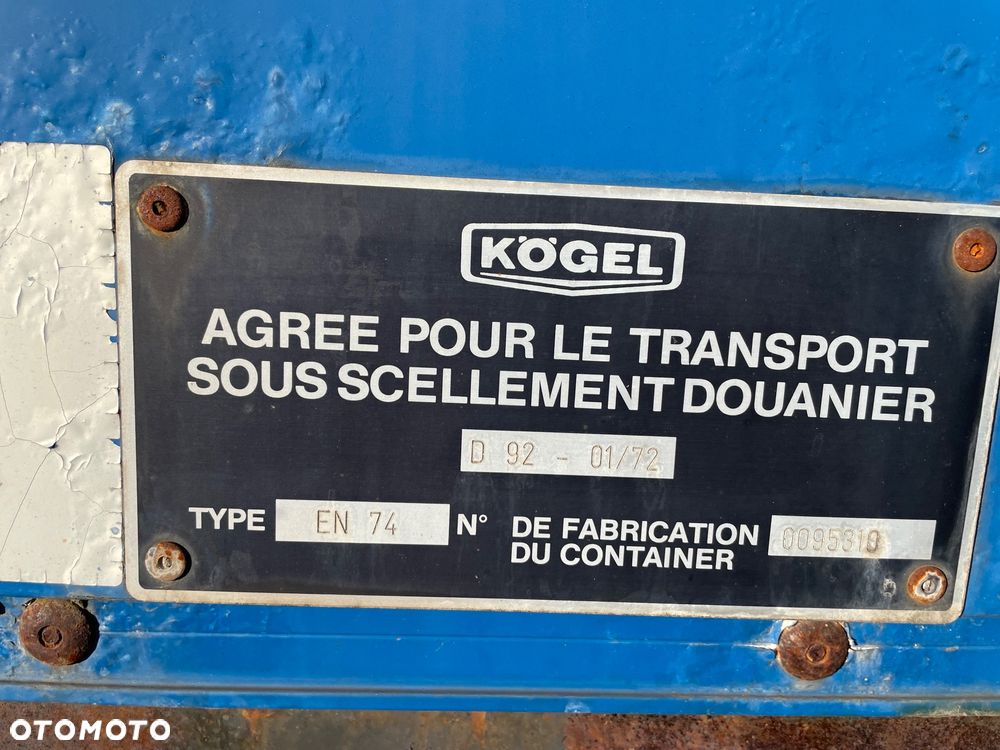 KÖGEL
AGREE POUR LE TRANSPORT
SOUS SCELLEMENT DOUANIER
D 92 - 01/72
TYPE EN 74 N° DE FABRICATION
DU CONTAINER
OTOMOTO